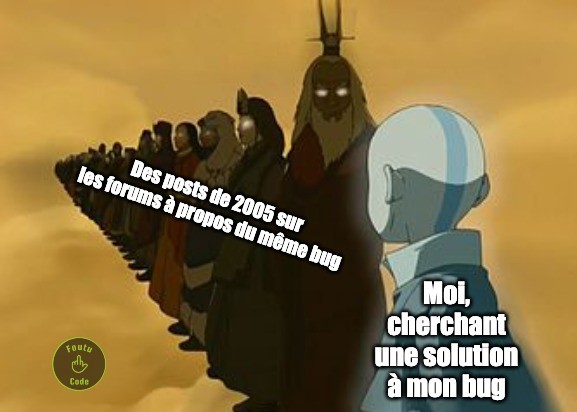 Des posts de 2005 sur
les forums à propos du même bug
Moi,
cherchant
une solution
à mon bug
Foutu
Code